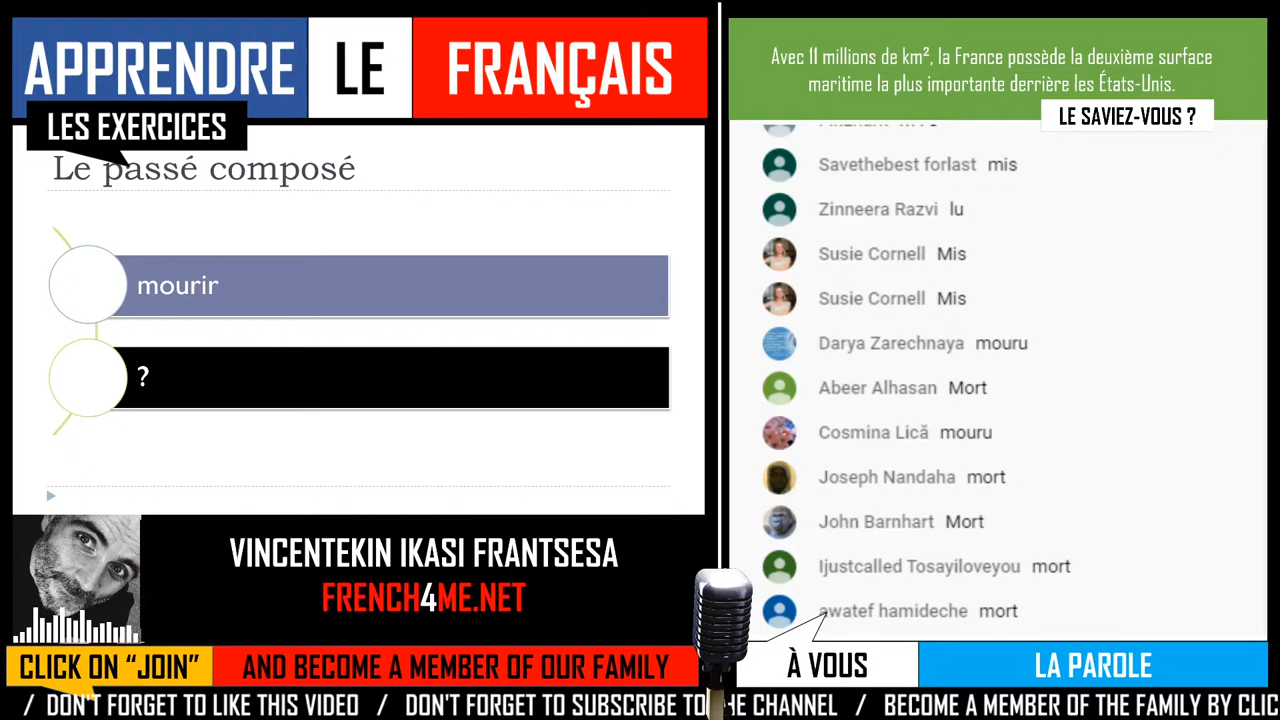 APPRENDRE LE FRANÇAIS
LES EXERCICES
Le passé composé
mourir
?
VINCENTEKIN IKASI FRANTSESA
FRENCH4ME.NET
CLICK ON “JOIN” AND BECOME A MEMBER OF OUR FAMILY
Avec 11 millions de km², la France possède la deuxième surface
maritime la plus importante derrière les États-Unis.
LE SAVIEZ-VOUS ?
Savethebest forlast mis
Zinneera Razvi lu
Susie Cornell Mis
Susie Cornell Mis
Darya Zarechnaya mouru
Abeer Alhasan Mort
Cosmina Lică mouru
Joseph Nandaha mort
John Barnhart Mort
Ijustcalled Tosayiloveyou mort
awatef hamideche mort
À VOUS LA PAROLE
/ DON'T FORGET TO LIKE THIS VIDEO / DON'T FORGET TO SUBSCRIBE TO THE CHANNEL / BECOME A MEMBER OF THE FAMILY BY CLIC